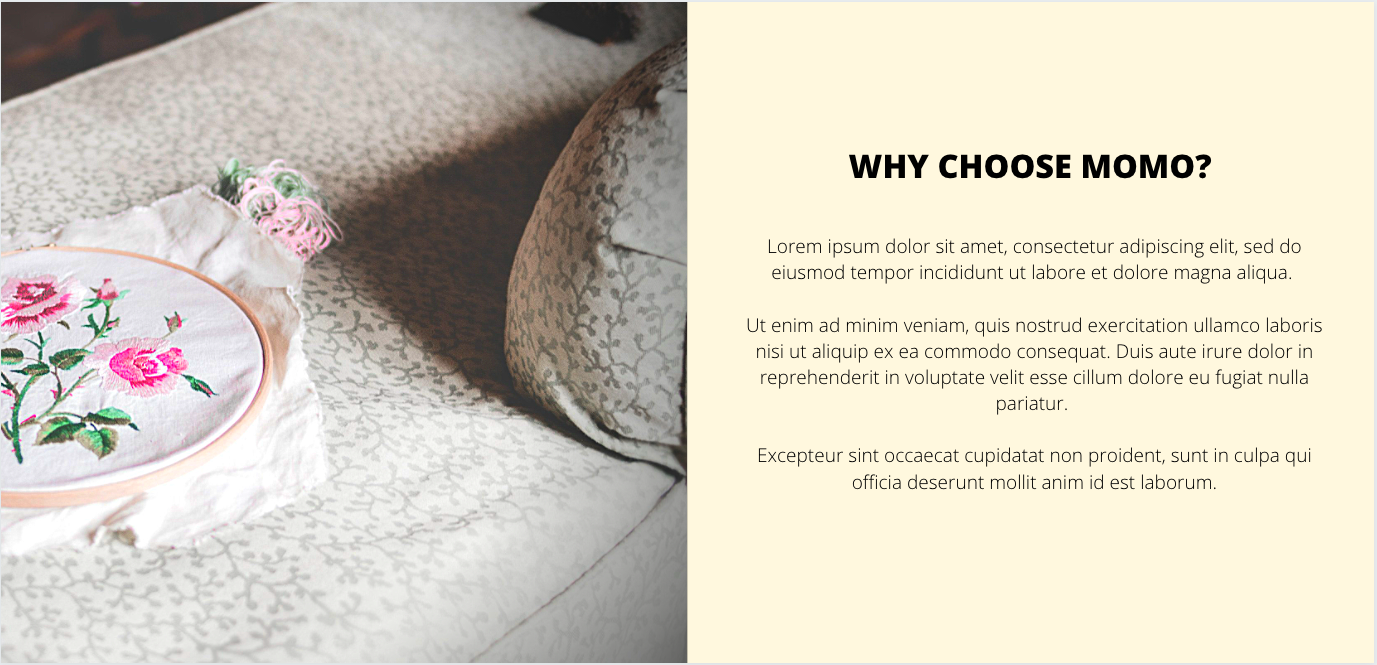 WHY CHOOSE MOMO?
Lorem ipsum dolor sit amet, consectetur adipiscing elit, sed do
eiusmod tempor incididunt ut labore et dolore magna aliqua.
Ut enim ad minim veniam, quis nostrud exercitation ullamco laboris
nisi ut aliquip ex ea commodo consequat. Duis aute irure dolor in
reprehenderit in voluptate velit esse cillum dolore eu fugiat nulla
pariatur.
Excepteur sint occaecat cupidatat non proident, sunt in culpa qui
officia deserunt mollit anim id est laborum.